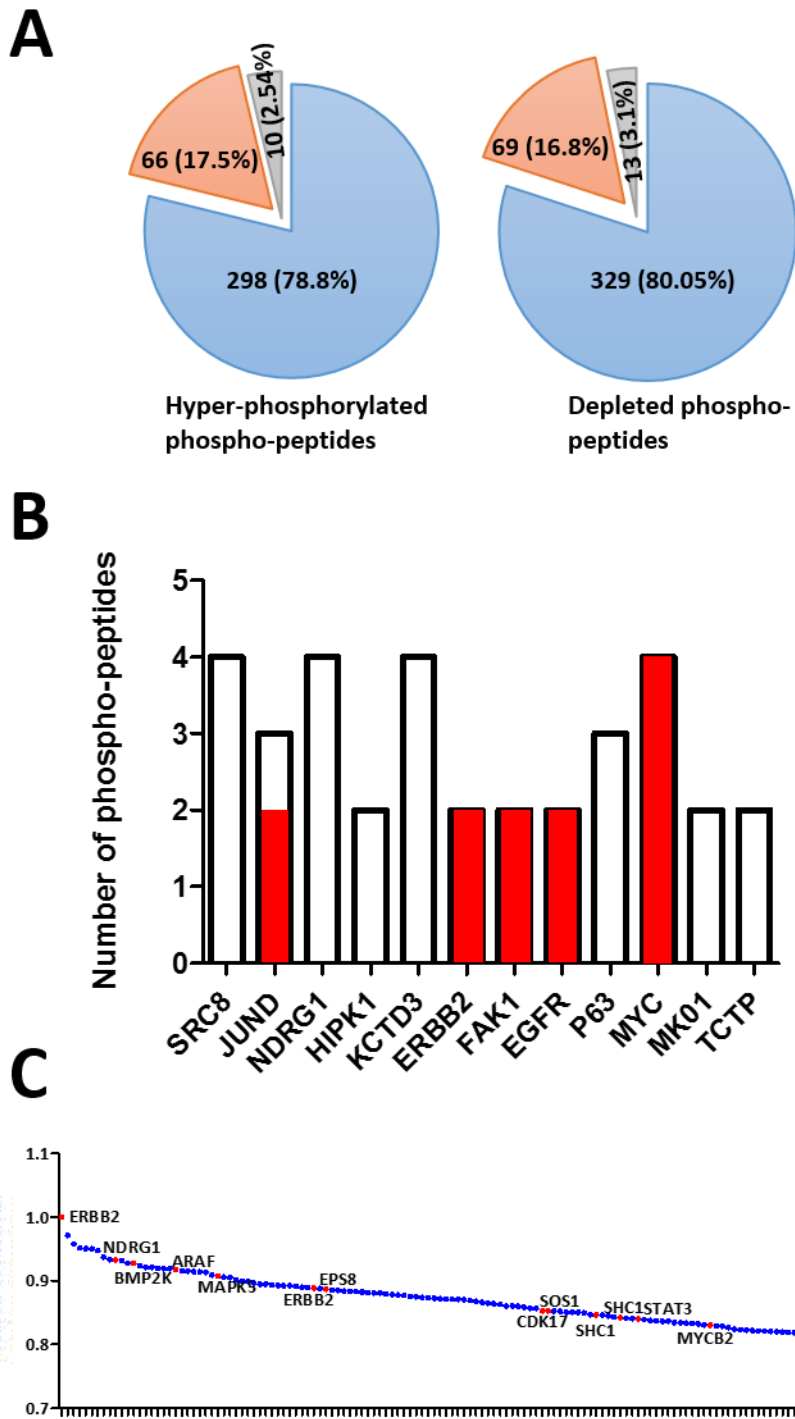 A
66 (17.5%)
10 (2.54%)
298 (78.8%)
69 (16.8%)
13 (3.1%)
329 (80.05%)
Hyper-phosphorylated
phospho-peptides
Depleted phospho-
peptides
B
Number of phospho-peptides
5
4
3
2
1
0
SRC8
JUND
NDRG1
HIPK1
KCTD3
ERBB2
FAK1
EGFR
P63
MYC
MK01
TCTP
C
1.1
1.0
0.9
0.8
0.7
ERBB2
NDRG1
BMP2K
ARAF
MAPK5
ERBB2
EPS8
CDK17
SOS1
SHC1
SHC1
STAT3
MYCB2